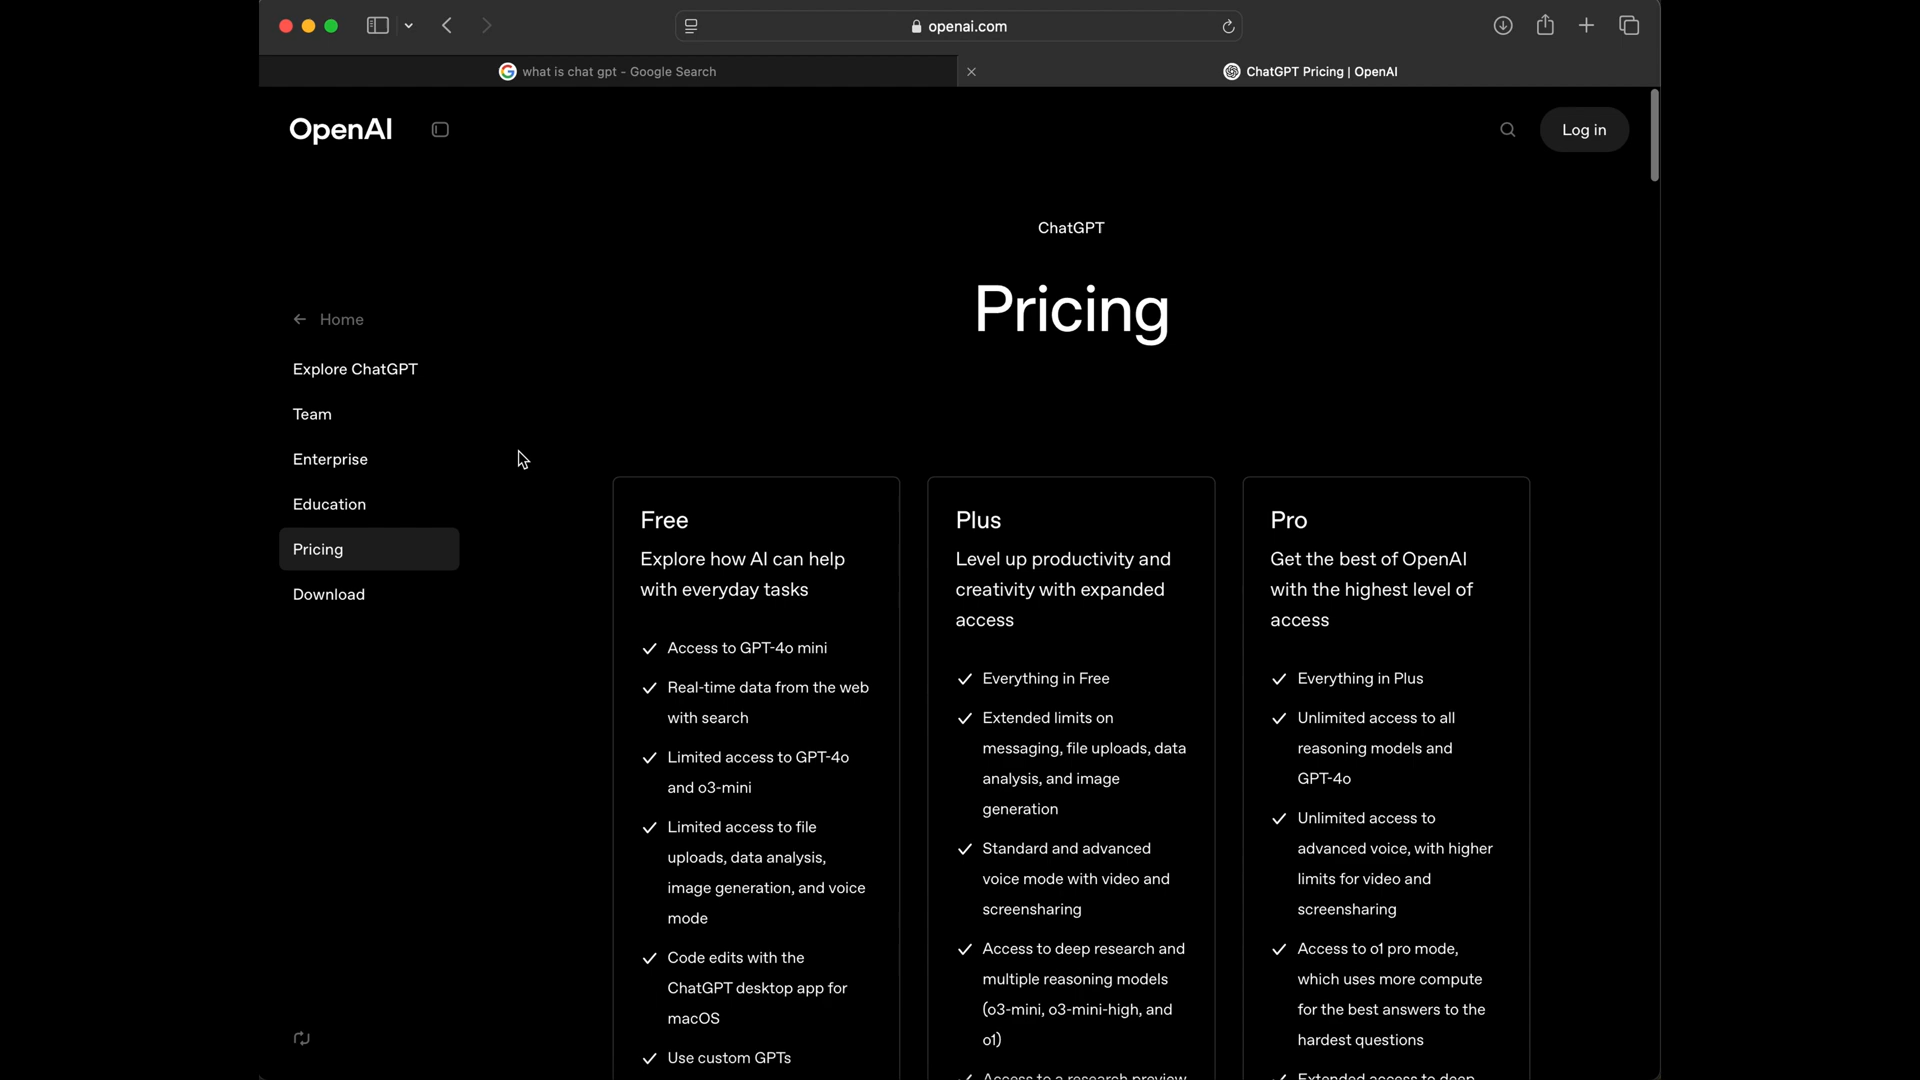 openai.com
what is chat gpt - Google Search
ChatGPT Pricing | OpenAI
OpenAI
Log in
ChatGPT
Pricing
Home
Explore ChatGPT
Team
Enterprise
Education
Pricing
Download
Free
Explore how AI can help
with everyday tasks
Access to GPT-4o mini
Real-time data from the web
with search
Limited access to GPT-4o
and o3-mini
Limited access to file
uploads, data analysis,
image generation, and voice
mode
Code edits with the
ChatGPT desktop app for
macOS
Use custom GPTs
Plus
Level up productivity and
creativity with expanded
access
Everything in Free
Extended limits on
messaging, file uploads, data
analysis, and image
generation
Standard and advanced
voice mode with video and
screensharing
Access to deep research and
multiple reasoning models
(o3-mini, o3-mini-high, and
o1)
Access to a research preview
Pro
Get the best of OpenAI
with the highest level of
access
Everything in Plus
Unlimited access to all
reasoning models and
GPT-4o
Unlimited access to
advanced voice, with higher
limits for video and
screensharing
Access to o1 pro mode,
which uses more compute
for the best answers to the
hardest questions
Extended access to deep